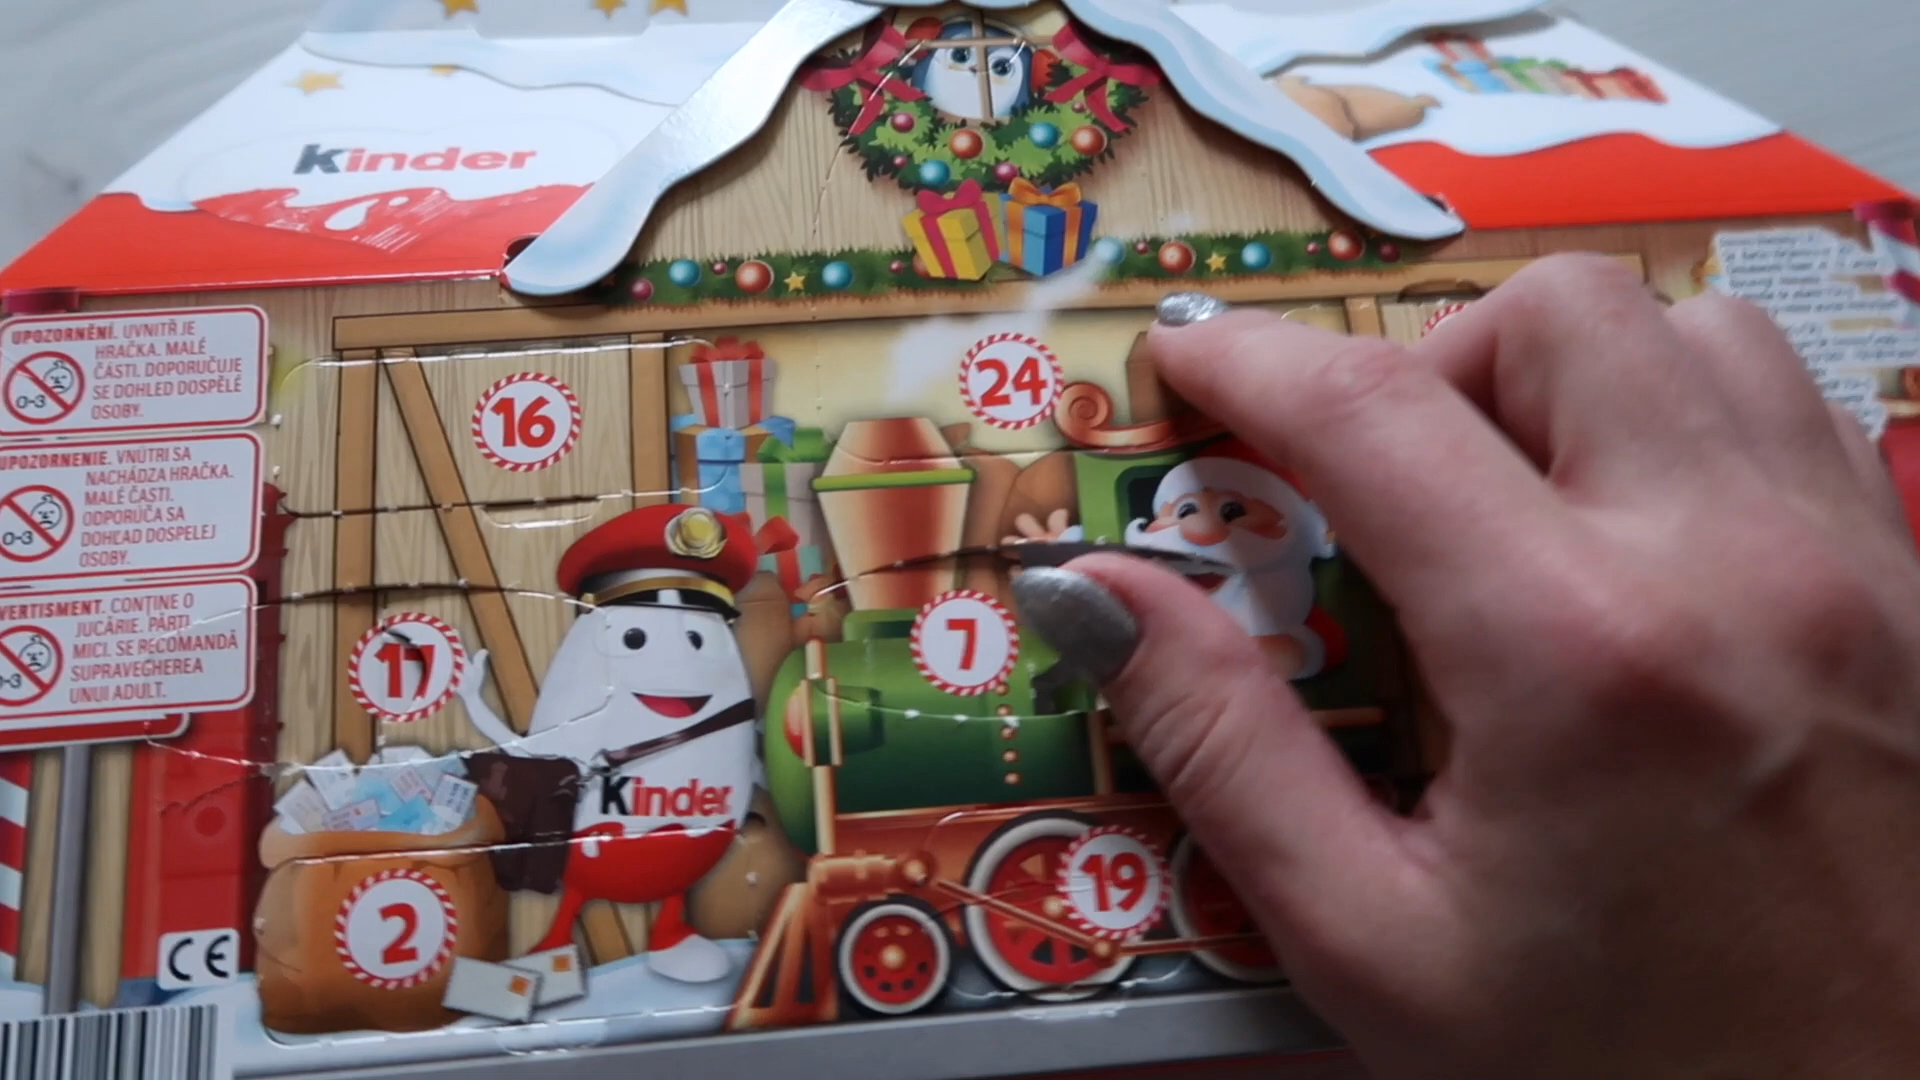 Kinder
UPOZORNĚNÍ. UVNITŘ JE
HRAČKA. MALÉ
ČÁSTI. DOPORUČUJE
SE DOHLED DOSPĚLÉ
OSOBY.
0-3
UPOZORNENIE. VNÚTRI SA
NACHÁDZA HRAČKA.
MALÉ ČASTI.
ODPORÚČA SA
DOHĽAD DOSPELEJ
OSOBY.
0-3
VERTISMENT. CONȚINE O
JUCĂRIE. PĂRȚI
MICI. SE RECOMANDĂ
SUPRAVEGHEREA
UNUI ADULT.
0-3
16
24
17
7
Kinder
19
2
CE